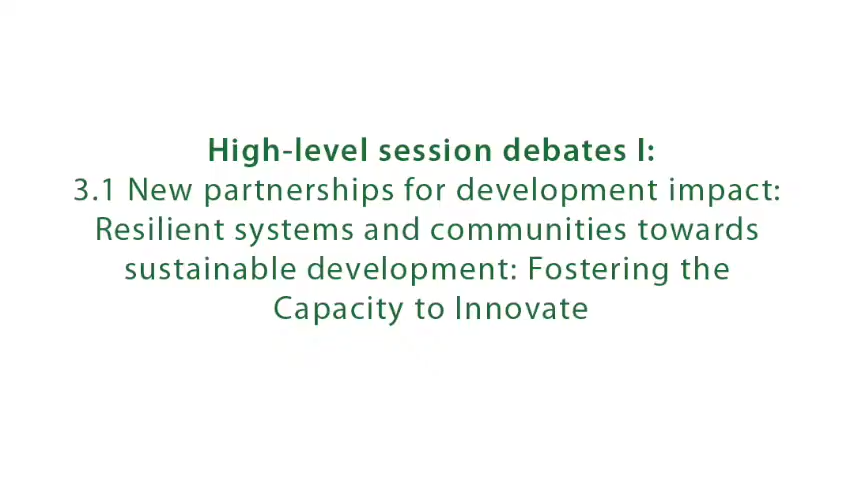 High-level session debates I:
3.1 New partnerships for development impact:
Resilient systems and communities towards
sustainable development: Fostering the
Capacity to Innovate